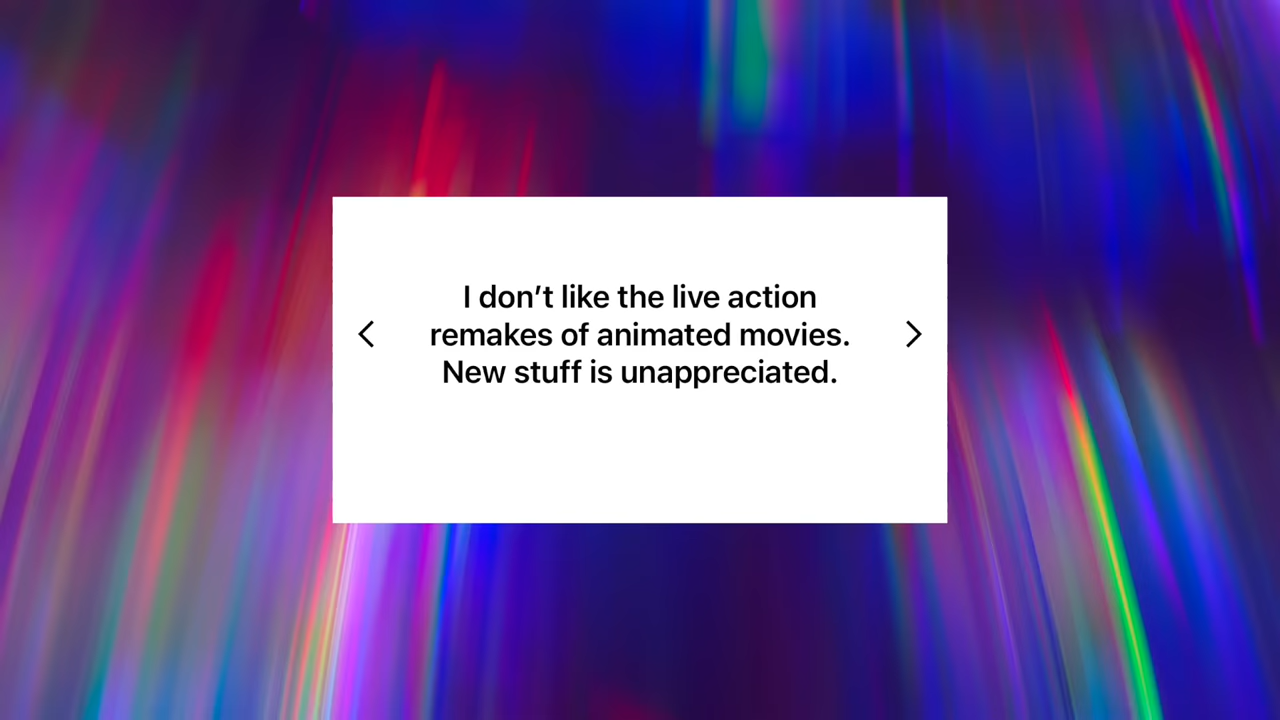 I don’t like the live action
remakes of animated movies.
New stuff is unappreciated.